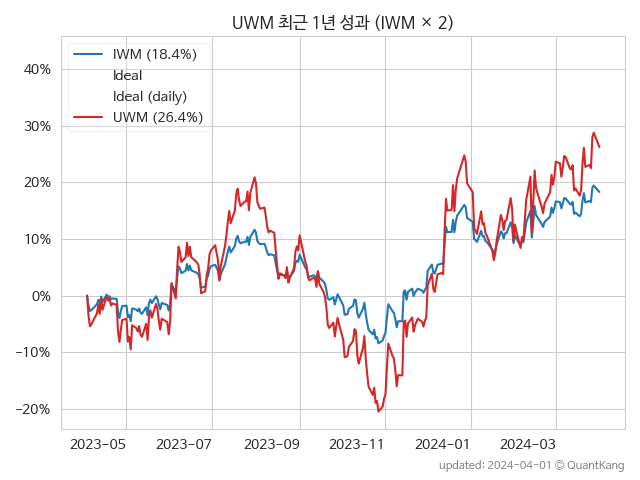 UWM 최근 1년 성과 (IWM × 2)
IWM (18.4%)
Ideal
Ideal (daily)
UWM (26.4%)
40%
30%
20%
10%
0%
−10%
−20%
2023-05
2023-07
2023-09
2023-11
2024-01
2024-03
updated: 2024-04-01 © QuantKang